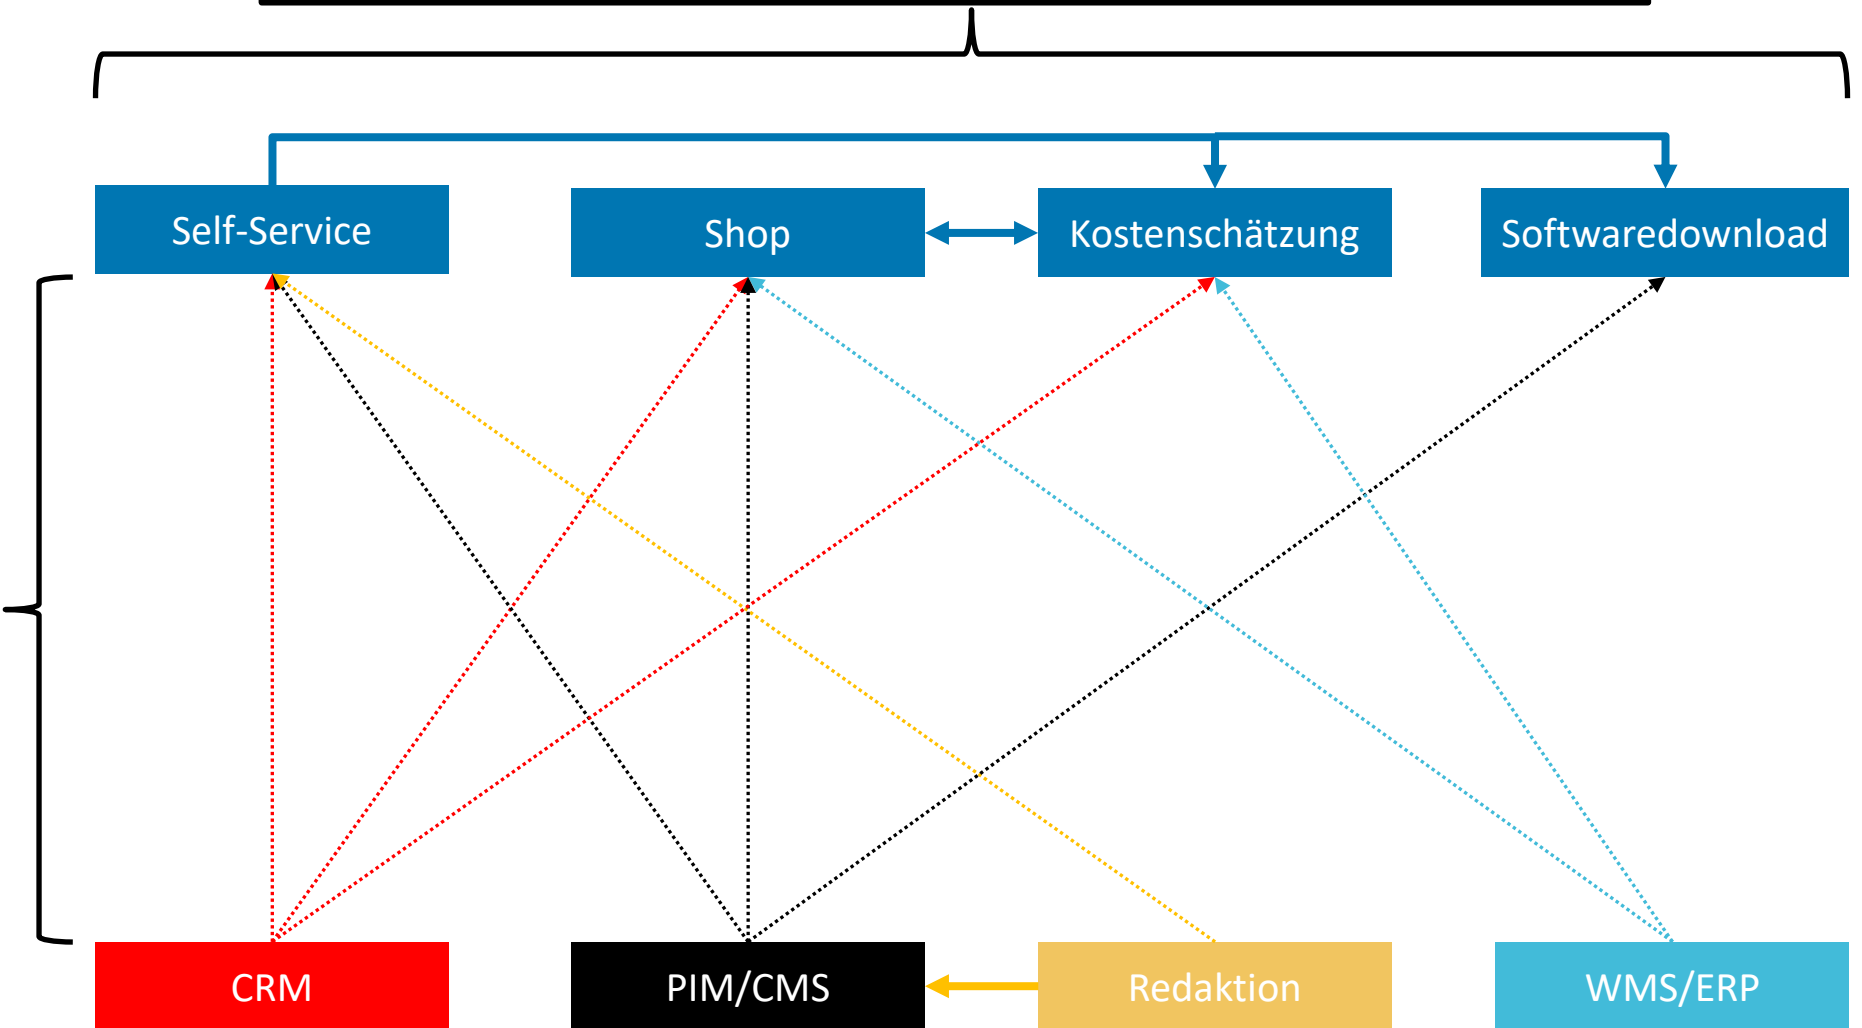 Self-Service
Shop
Kostenschätzung
Softwaredownload
CRM
PIM/CMS
Redaktion
WMS/ERP